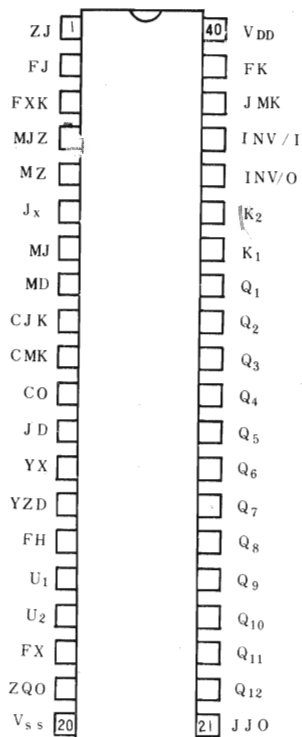 ZJ 1 40 VDD
FJ FK
FXK JMK
MJZ INV/I
MZ INV/O
Jx K2
MJ K1
MD Q1
CJK Q2
CMK Q3
CO Q4
JD Q5
YX Q6
YZD Q7
FH Q8
U1 Q9
U2 Q10
FX Q11
ZQO Q12
Vss 20 21 JJO